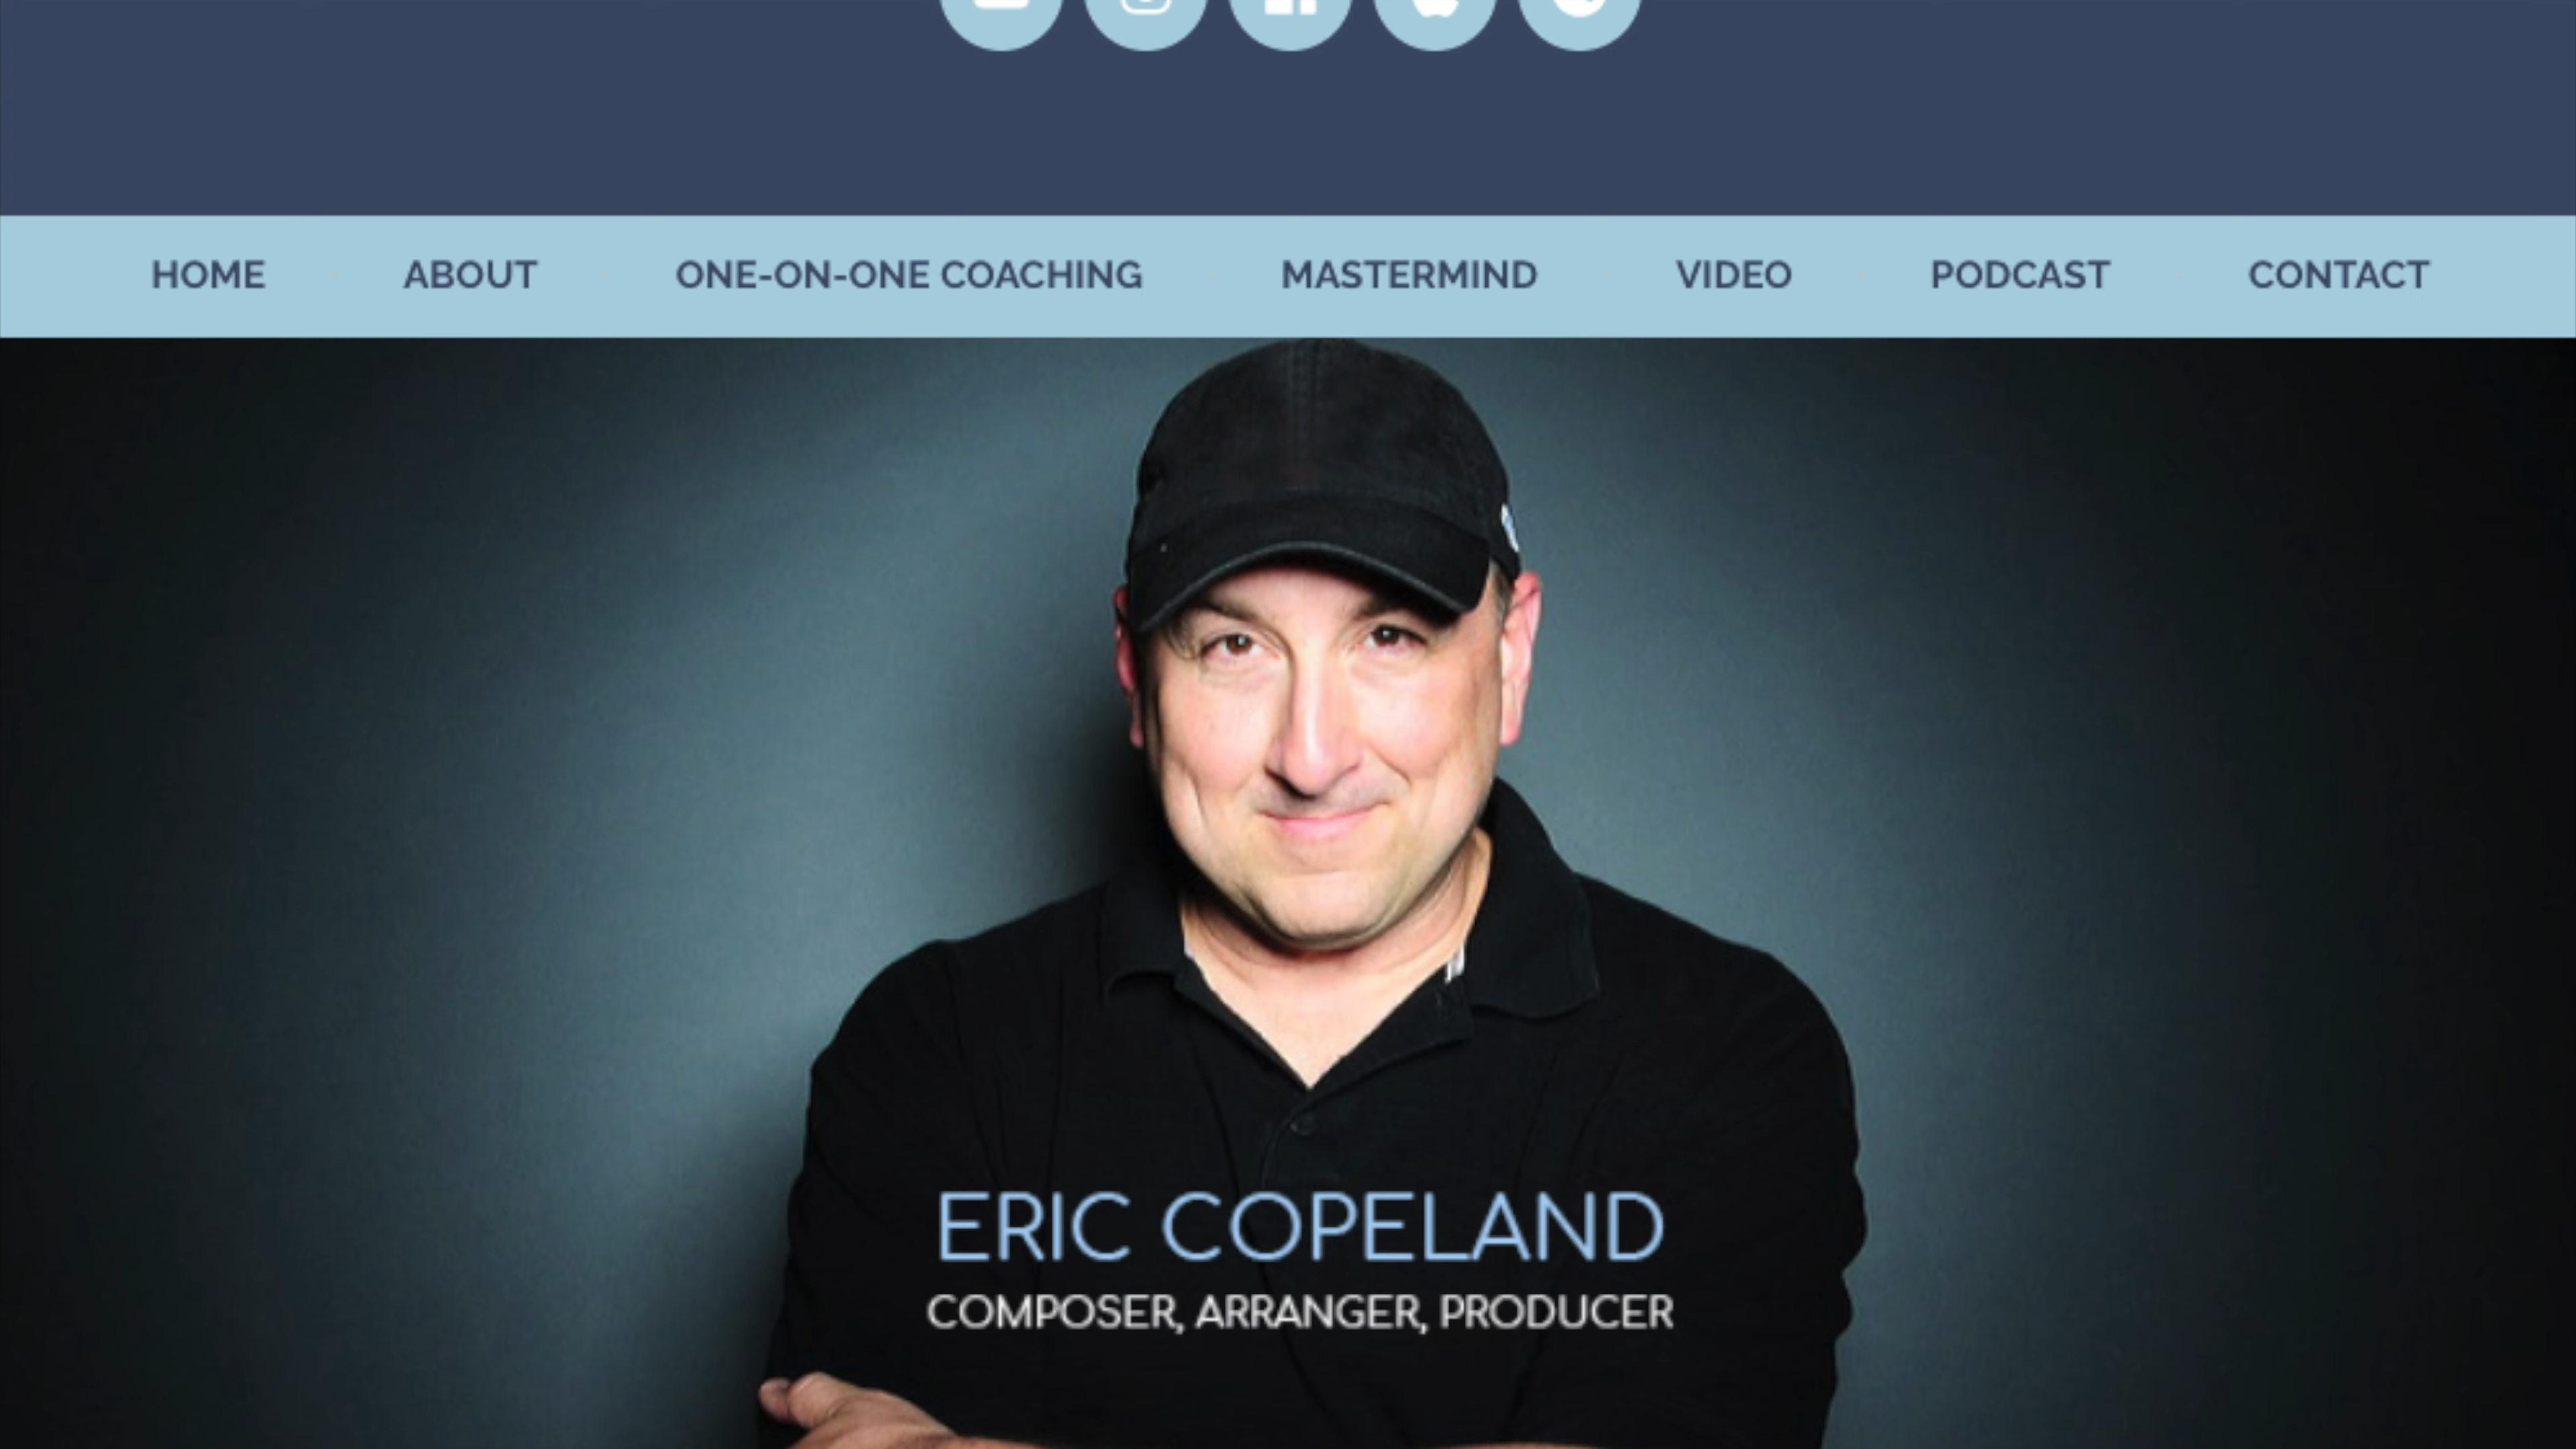 HOME ABOUT ONE-ON-ONE COACHING MASTERMIND VIDEO PODCAST CONTACT
ERIC COPELAND
COMPOSER, ARRANGER, PRODUCER